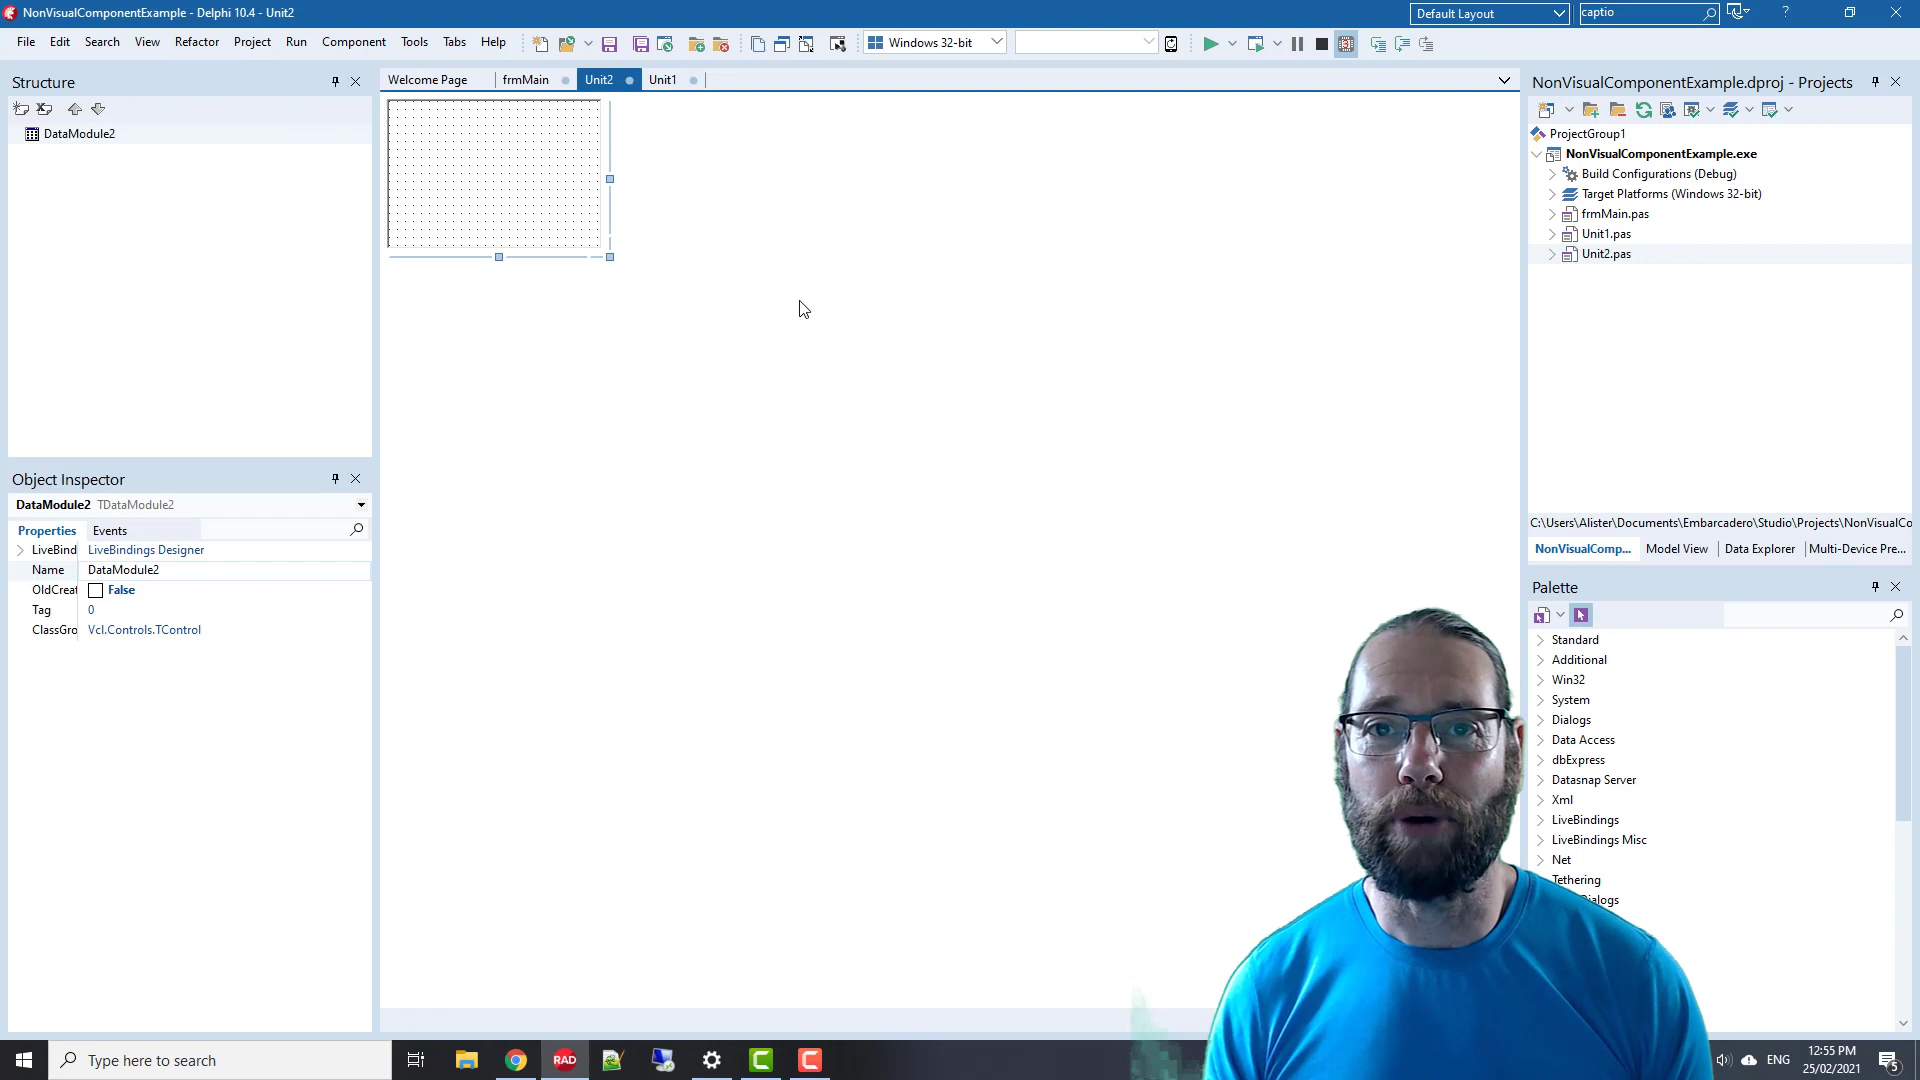 NonVisualComponentExample - Delphi 10.4 - Unit2
Default Layout
captio
?
File Edit Search View Refactor Project Run Component Tools Tabs Help
Windows 32-bit
Structure
DataModule2
Welcome Page frmMain Unit2 Unit1
NonVisualComponentExample.dproj - Projects
ProjectGroup1
NonVisualComponentExample.exe
Build Configurations (Debug)
Target Platforms (Windows 32-bit)
frmMain.pas
Unit1.pas
Unit2.pas
C:\Users\Alister\Documents\Embarcadero\Studio\Projects\NonVisualCo
NonVisualComp... Model View Data Explorer Multi-Device Pre...
Object Inspector
DataModule2 TDataModule2
Properties Events
LiveBind LiveBindings Designer
Name DataModule2
OldCreat False
Tag 0
ClassGro Vcl.Controls.TControl
Palette
Standard
Additional
Win32
System
Dialogs
Data Access
dbExpress
Datasnap Server
Xml
LiveBindings
LiveBindings Misc
Net
Tethering
Dialogs
Type here to search
RAD
ENG
12:55 PM
25/02/2021
5